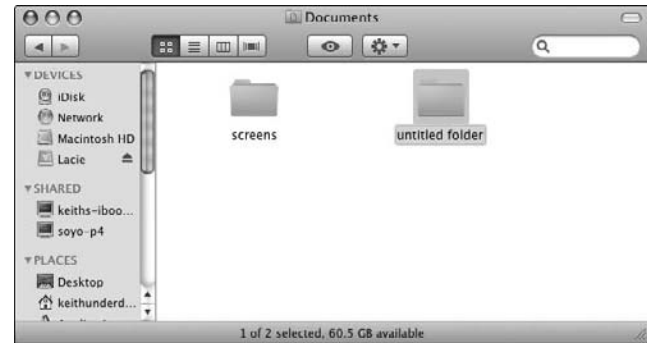 Documents
DEVICES
iDisk
Network
Macintosh HD
Lacie
SHARED
keiths-iboo...
soyo-p4
PLACES
Desktop
keithunderd...
screens
untitled folder
1 of 2 selected, 60.5 GB available